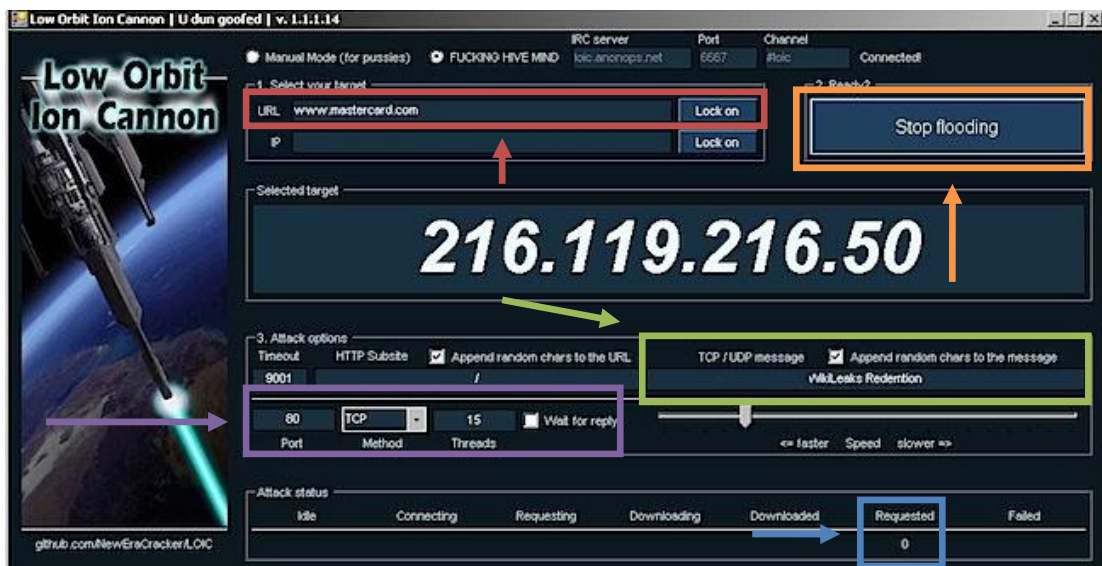 Low Orbit Ion Cannon | U dun goofed | v. 1.1.1.14
Low Orbit
Ion Cannon
IRC server Port Channel
Manual Mode (for pussies) FUCKING HIVE MIND loic.anonops.net 6667 #loic Connected!
1. Select your target
URL www.mastercard.com Lock on
IP Lock on
2. Ready?
Stop flooding
Selected target
216.119.216.50
3. Attack options
Timeout HTTP Subsite Append random chars to the URL TCP / UDP message Append random chars to the message
9001 / WikiLeaks Redemtion
80 TCP 15 Wait for reply
Port Method Threads <= faster Speed slower =>
Attack status
Idle Connecting Requesting Downloading Downloaded Requested Failed
0
github.com/NewEraCracker/LOIC